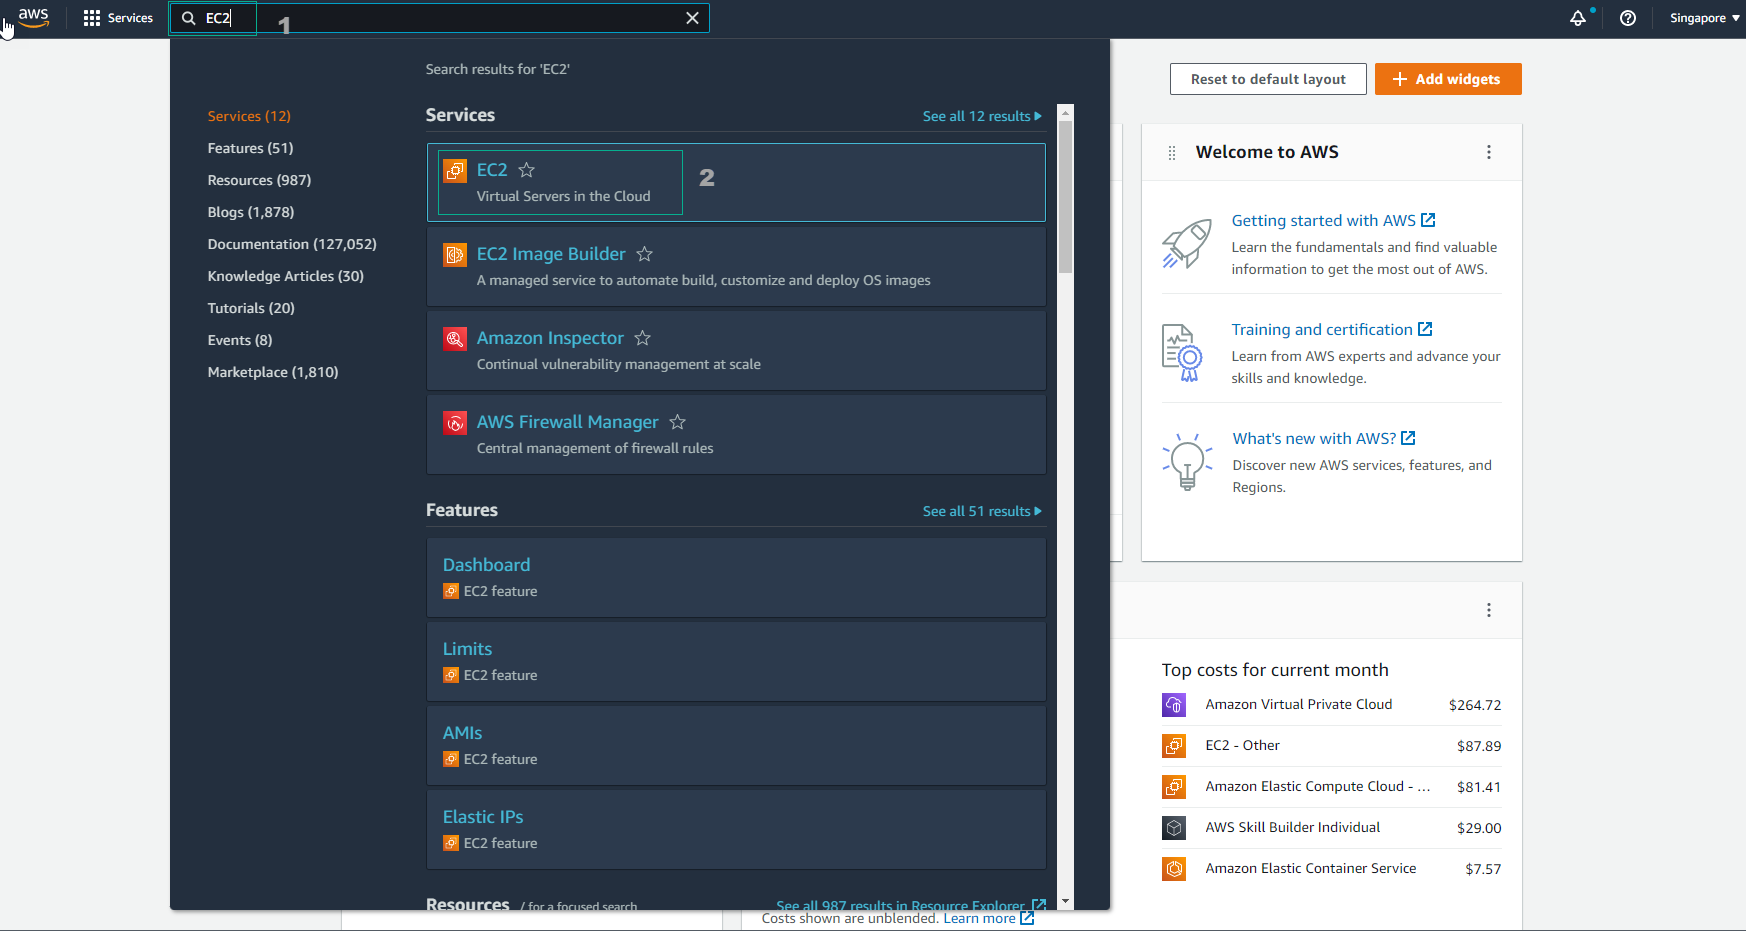 aws
Services
EC2
1
Singapore
Search results for 'EC2'
Services (12)
Features (51)
Resources (987)
Blogs (1,878)
Documentation (127,052)
Knowledge Articles (30)
Tutorials (20)
Events (8)
Marketplace (1,810)
Services
See all 12 results
EC2
Virtual Servers in the Cloud
2
EC2 Image Builder
A managed service to automate build, customize and deploy OS images
Amazon Inspector
Continual vulnerability management at scale
AWS Firewall Manager
Central management of firewall rules
Features
See all 51 results
Dashboard
EC2 feature
Limits
EC2 feature
AMIs
EC2 feature
Elastic IPs
EC2 feature
Resources / for a focused search
See all 987 results in Resource Explorer
Costs shown are unblended. Learn more
Reset to default layout
Add widgets
Welcome to AWS
Getting started with AWS
Learn the fundamentals and find valuable
information to get the most out of AWS.
Training and certification
Learn from AWS experts and advance your
skills and knowledge.
What's new with AWS?
Discover new AWS services, features, and
Regions.
Top costs for current month
Amazon Virtual Private Cloud $264.72
EC2 - Other $87.89
Amazon Elastic Compute Cloud - ... $81.41
AWS Skill Builder Individual $29.00
Amazon Elastic Container Service $7.57